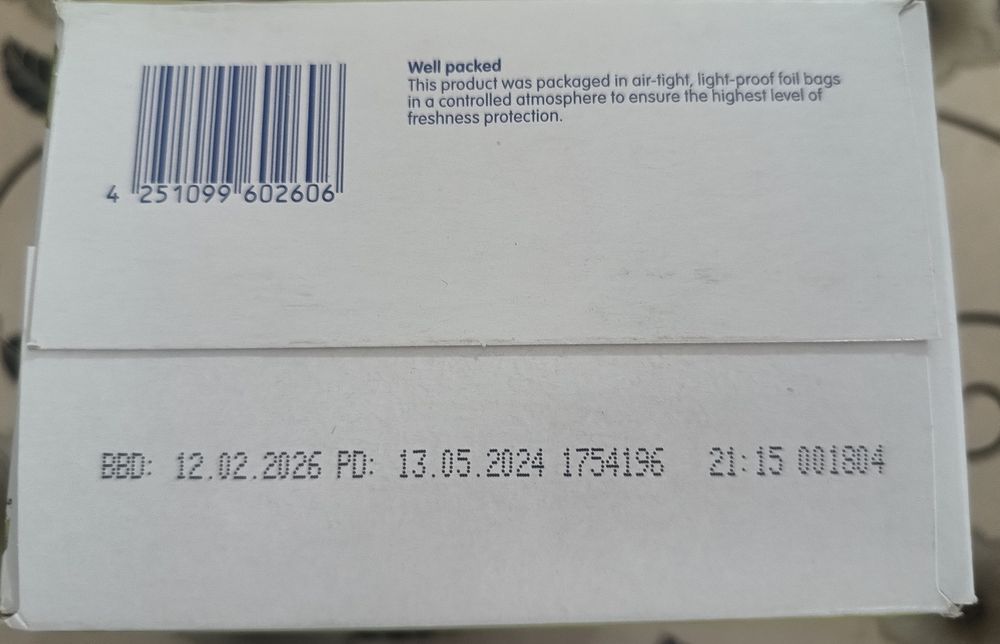 4 251099 602606
Well packed
This product was packaged in air-tight, light-proof foil bags
in a controlled atmosphere to ensure the highest level of
freshness protection.
BBD: 12.02.2026 PD: 13.05.2024 1754196 21:15 001804